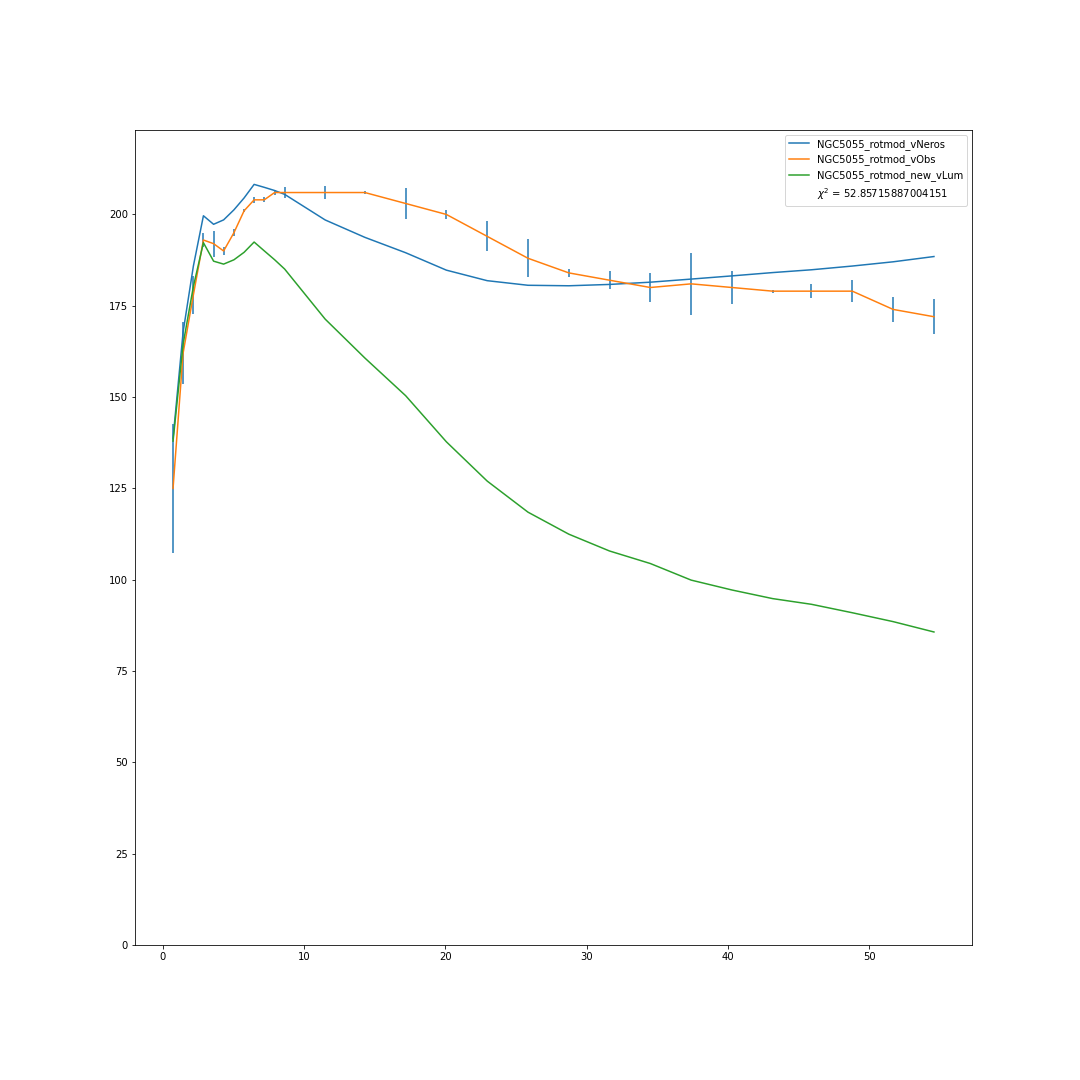 NGC5055_rotmod_vNeros
NGC5055_rotmod_vObs
NGC5055_rotmod_new_vLum
χ² = 52.85715887004151
200
175
150
125
100
75
50
25
0
0 10 20 30 40 50